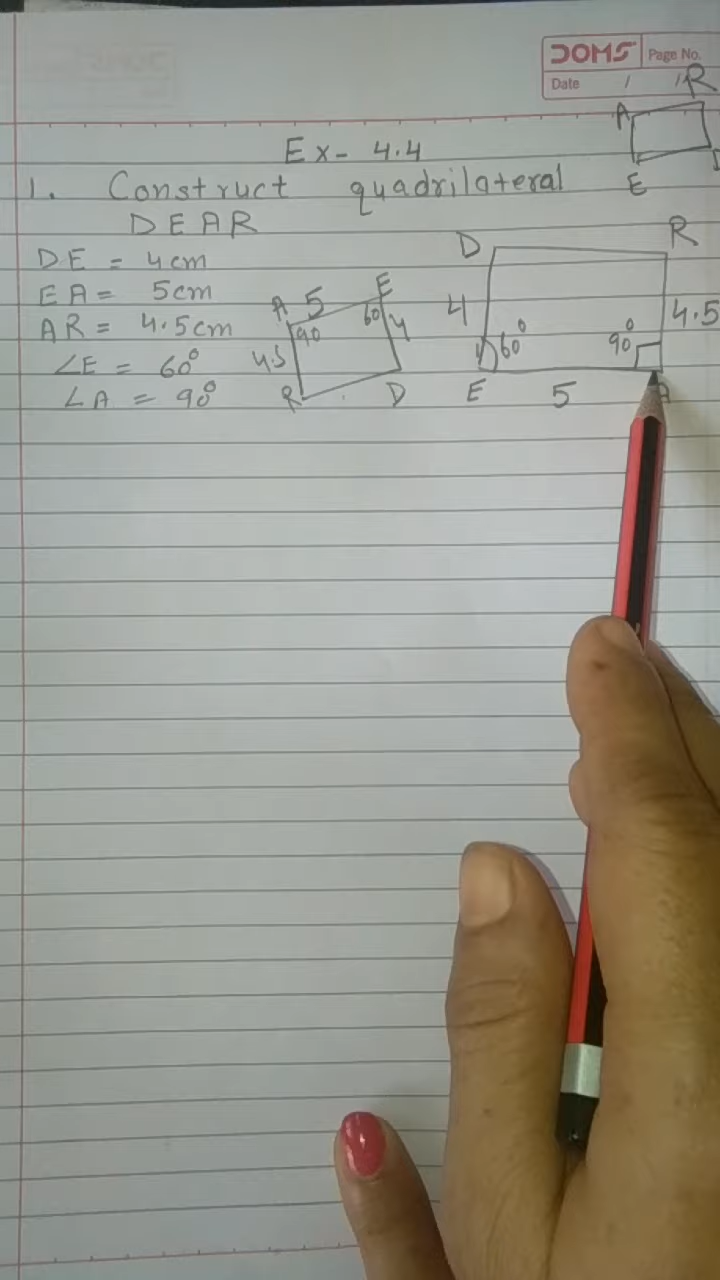 DOMS Page No.
Date / /
R
A
E
Ex- 4.4
1. Construct quadrilateral
DEAR
DE = 4cm
EA = 5cm
AR = 4.5cm
∠E = 60°
∠A = 90°
A 5 E
90 60 4
4.5
R D
D R
4 4.5
60° 90°
E 5 A